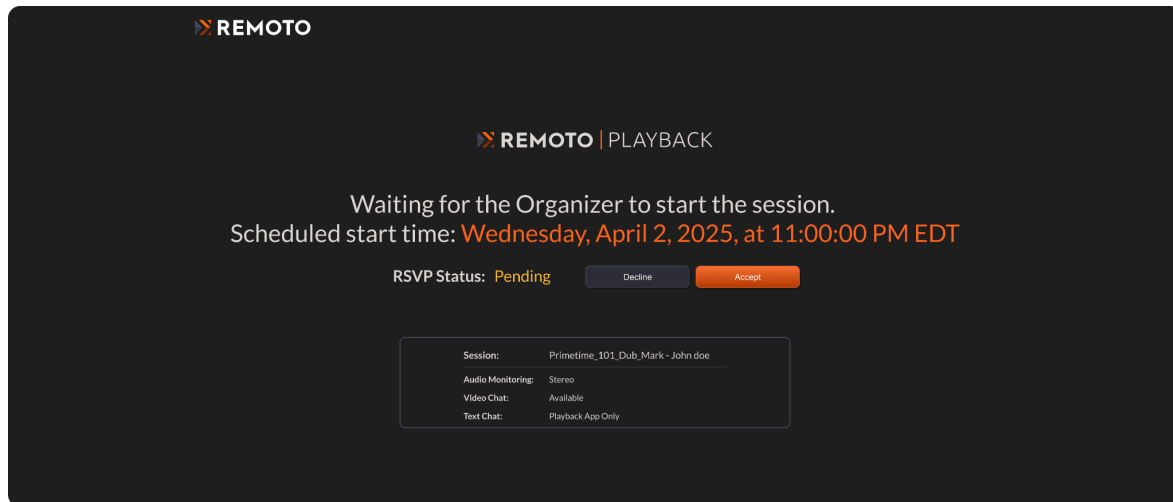 REMOTO
REMOTO | PLAYBACK
Waiting for the Organizer to start the session.
Scheduled start time: Wednesday, April 2, 2025, at 11:00:00 PM EDT
RSVP Status: Pending Decline Accept
Session: Primetime_101_Dub_Mark - John doe
Audio Monitoring: Stereo
Video Chat: Available
Text Chat: Playback App Only